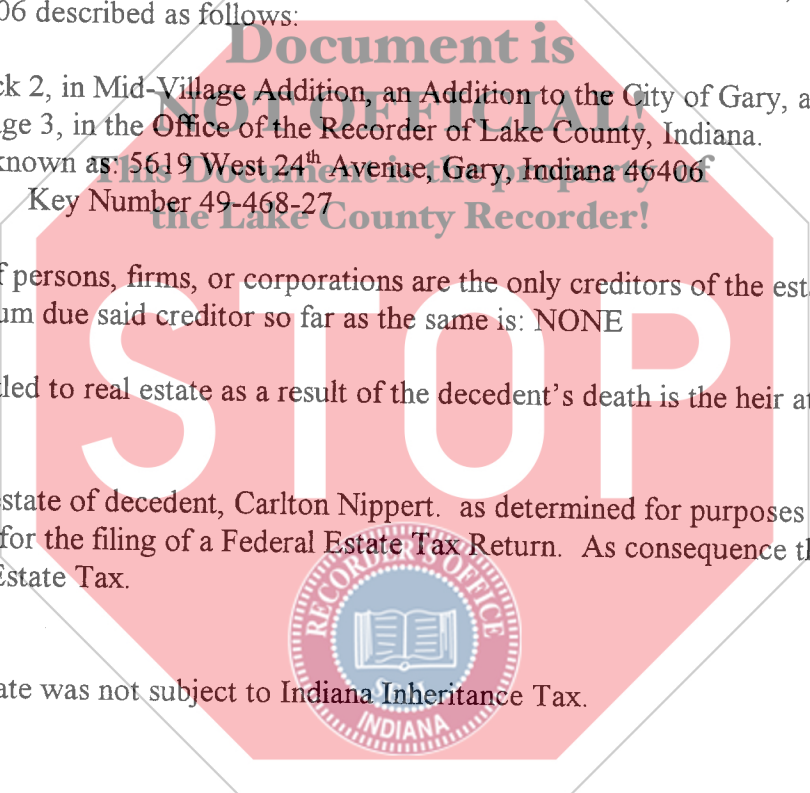 06 described as follows:
Document is
ck 2, in Mid-Village Addition, an Addition to the City of Gary, a
NOT OFFICIAL!
ge 3, in the Office of the Recorder of Lake County, Indiana.
known as: 5619 West 24th Avenue, Gary, Indiana 46406
This Document is the property of
Key Number 49-468-27
the Lake County Recorder!
f persons, firms, or corporations are the only creditors of the est
um due said creditor so far as the same is: NONE
STOP
led to real estate as a result of the decedent's death is the heir at
state of decedent, Carlton Nippert. as determined for purposes
for the filing of a Federal Estate Tax Return. As consequence th
Estate Tax.
RECORDER'S OFFICE
SEAL
ate was not subject to Indiana Inheritance Tax.
INDIANA